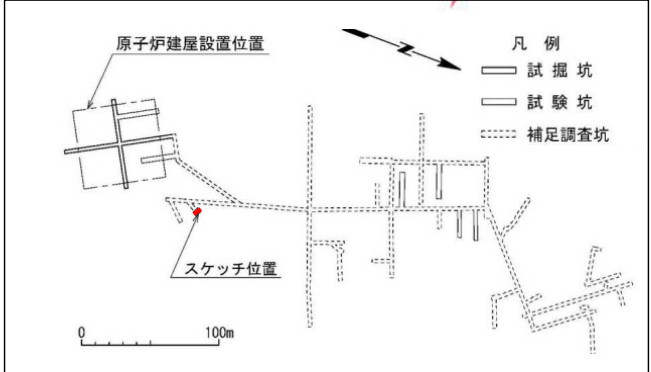 原子炉建屋設置位置
N
凡 例
試 掘 坑
試 験 坑
補足調査坑
スケッチ位置
0 100m